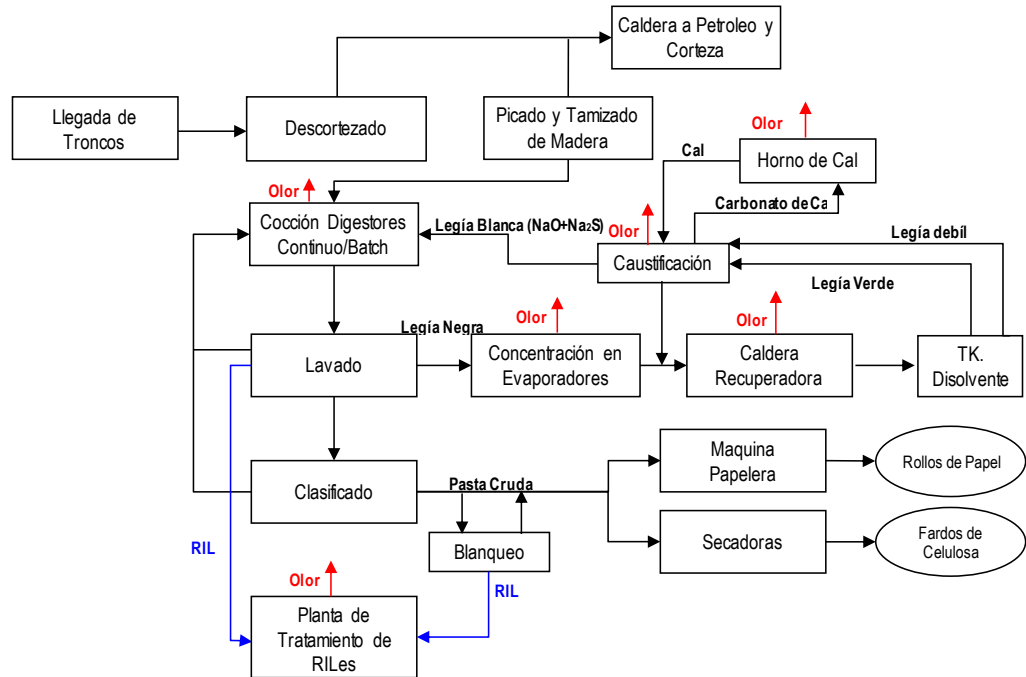 Caldera a Petroleo y
Corteza
Llegada de
Troncos
Descortezado
Picado y Tamizado
de Madera
Olor
Horno de Cal
Cal
Carbonato de Ca
Olor
Cocción Digestores
Continuo/Batch
Legía Blanca (NaO+Na₂S)
Olor
Caustificación
Legía debíl
Legía Verde
Legía Negra
Olor
Olor
Lavado
Concentración en
Evaporadores
Caldera
Recuperadora
TK.
Disolvente
Clasificado
Pasta Cruda
Maquina
Papelera
Rollos de Papel
Blanqueo
Secadoras
Fardos de
Celulosa
RIL
RIL
Olor
Planta de
Tratamiento de
RILes